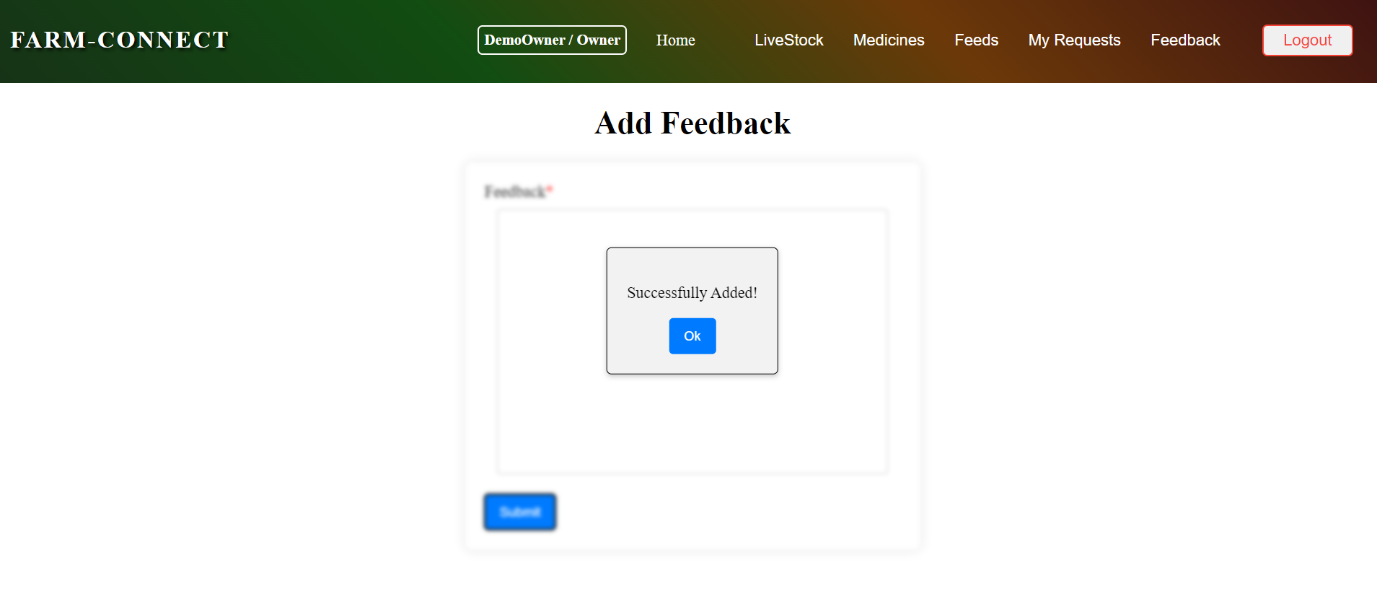 FARM-CONNECT DemoOwner / Owner Home LiveStock Medicines Feeds My Requests Feedback Logout
Add Feedback
Feedback*
Successfully Added!
Ok
Submit